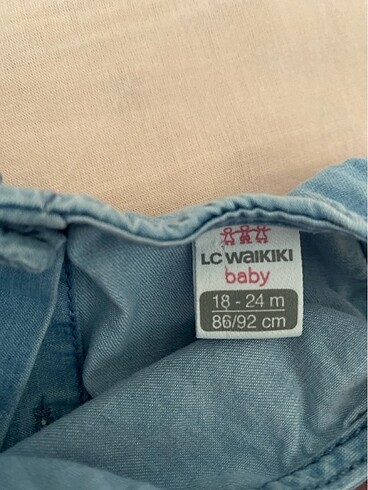 LC WAIKIKI
baby
18 - 24 m
86/92 cm